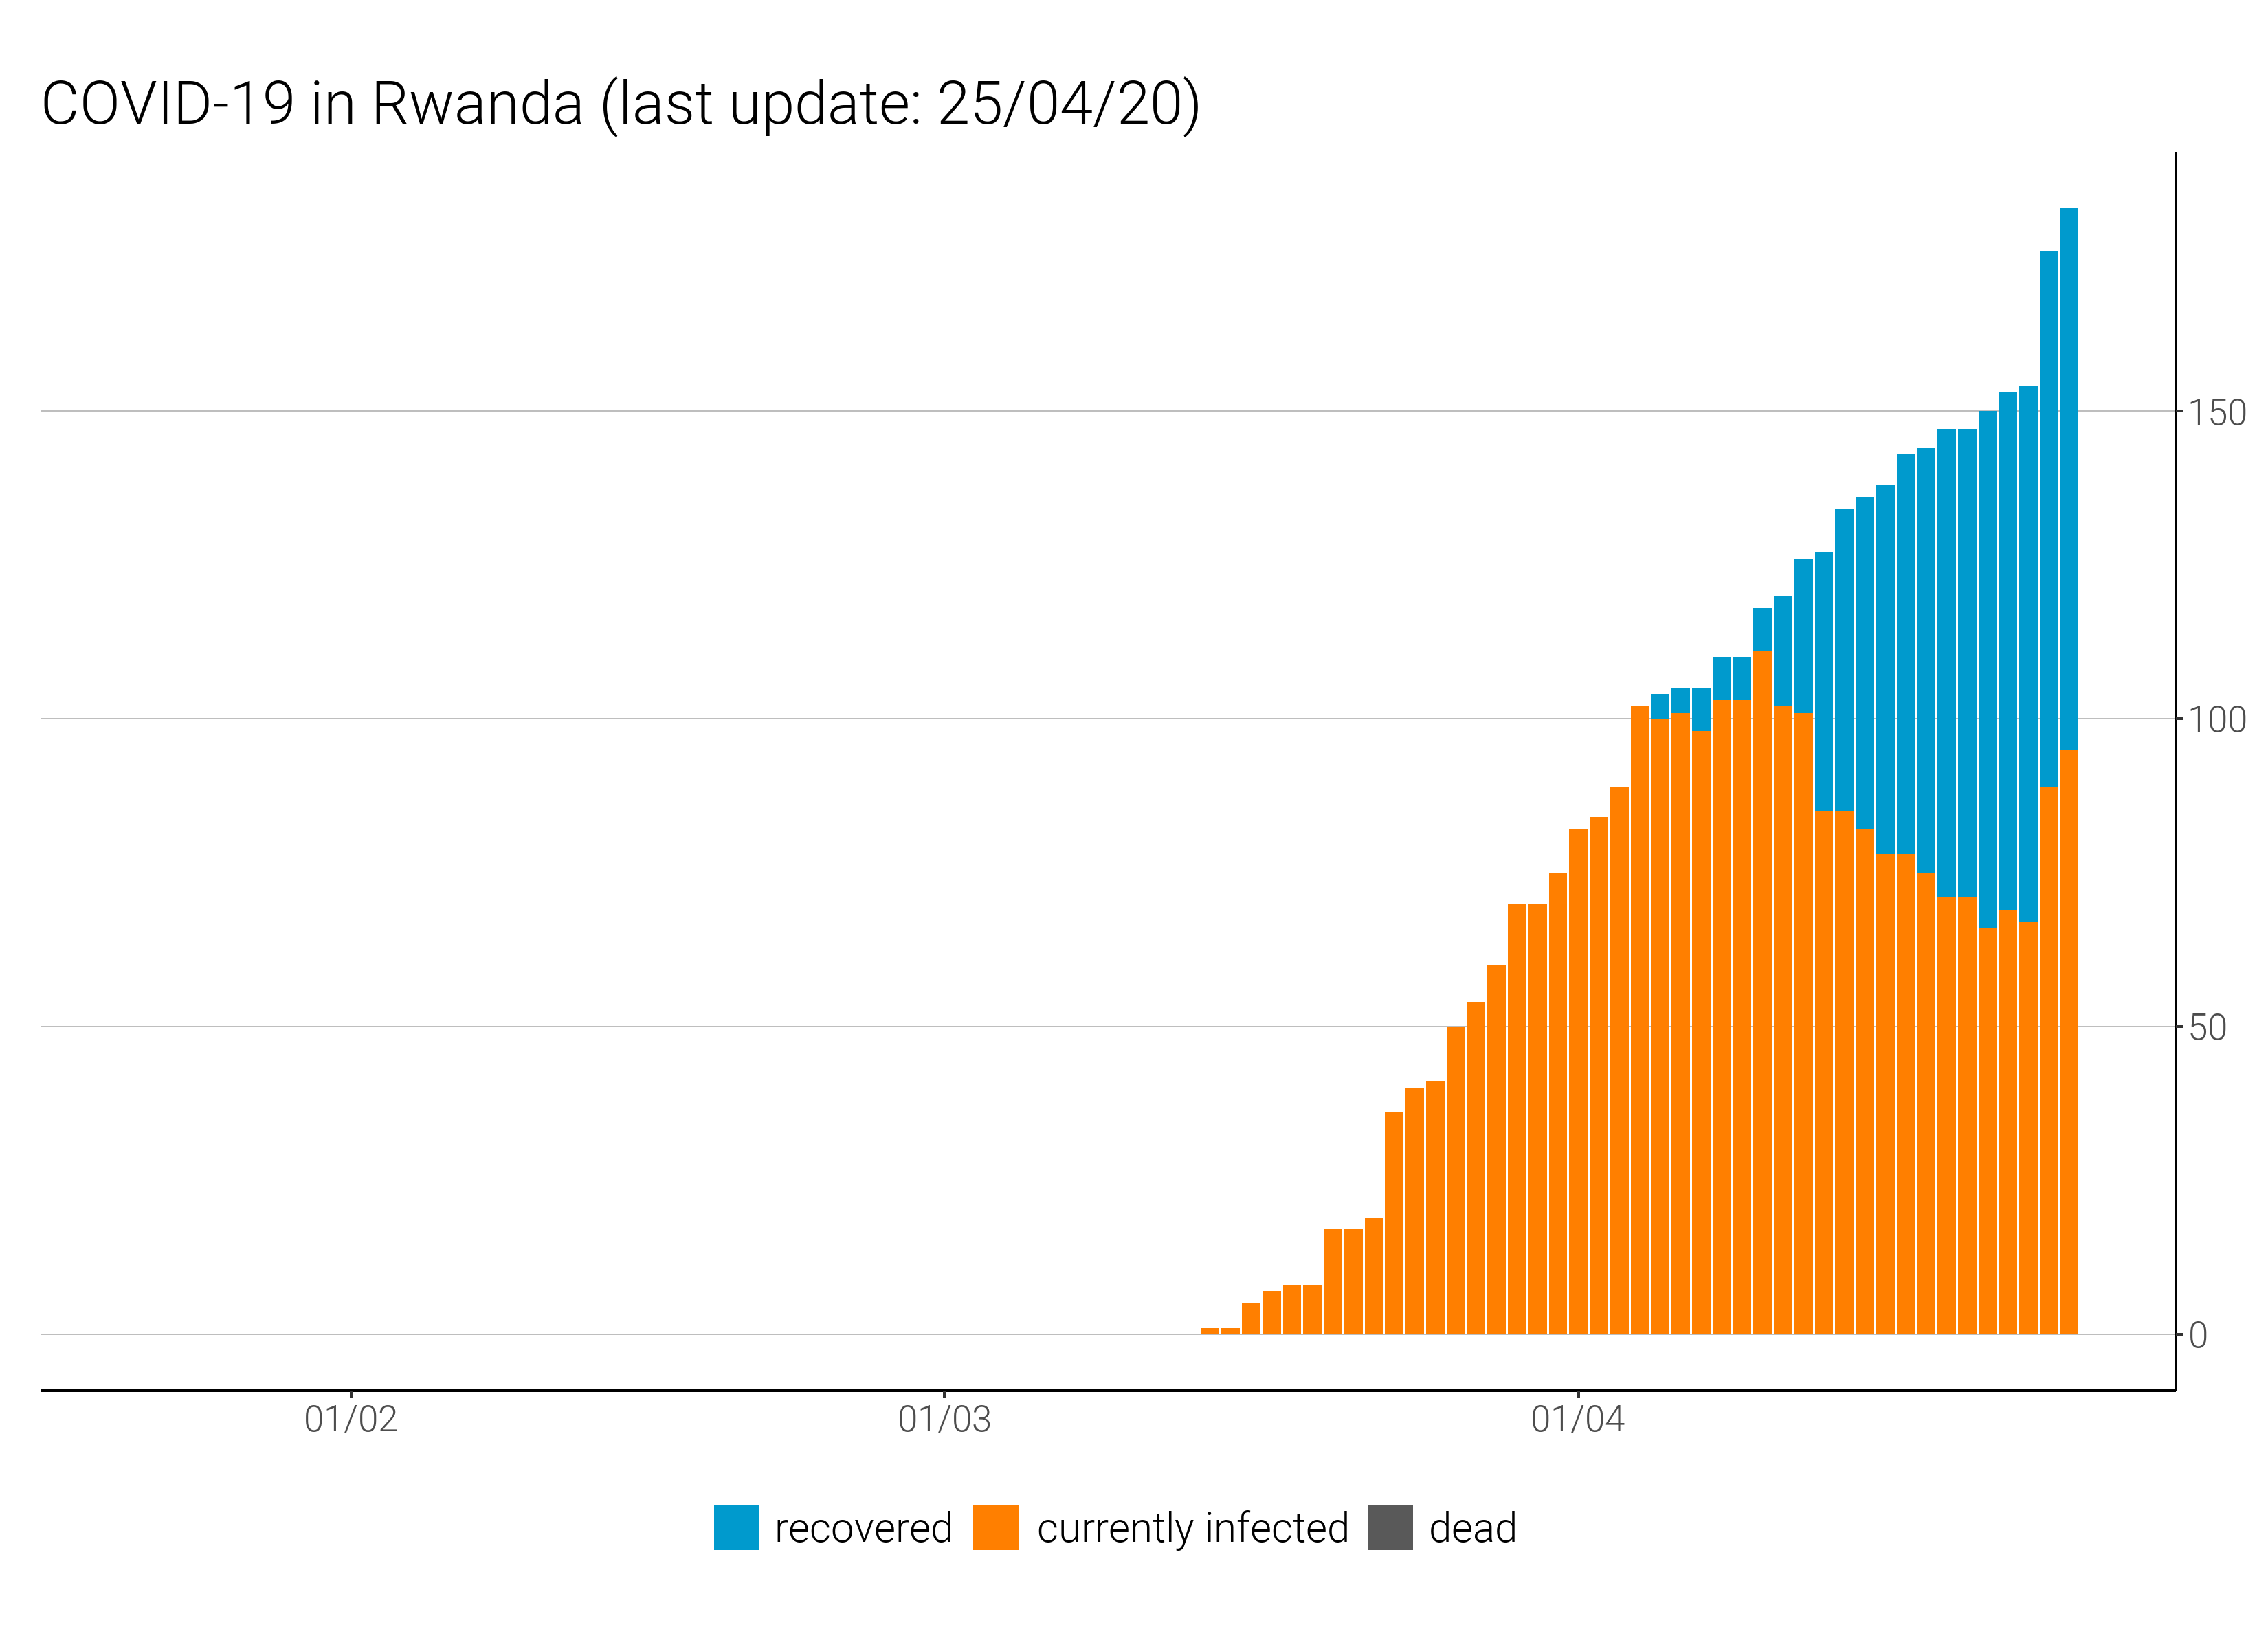 COVID-19 in Rwanda (last update: 25/04/20)
150
100
50
0
01/02 01/03 01/04
recovered currently infected dead